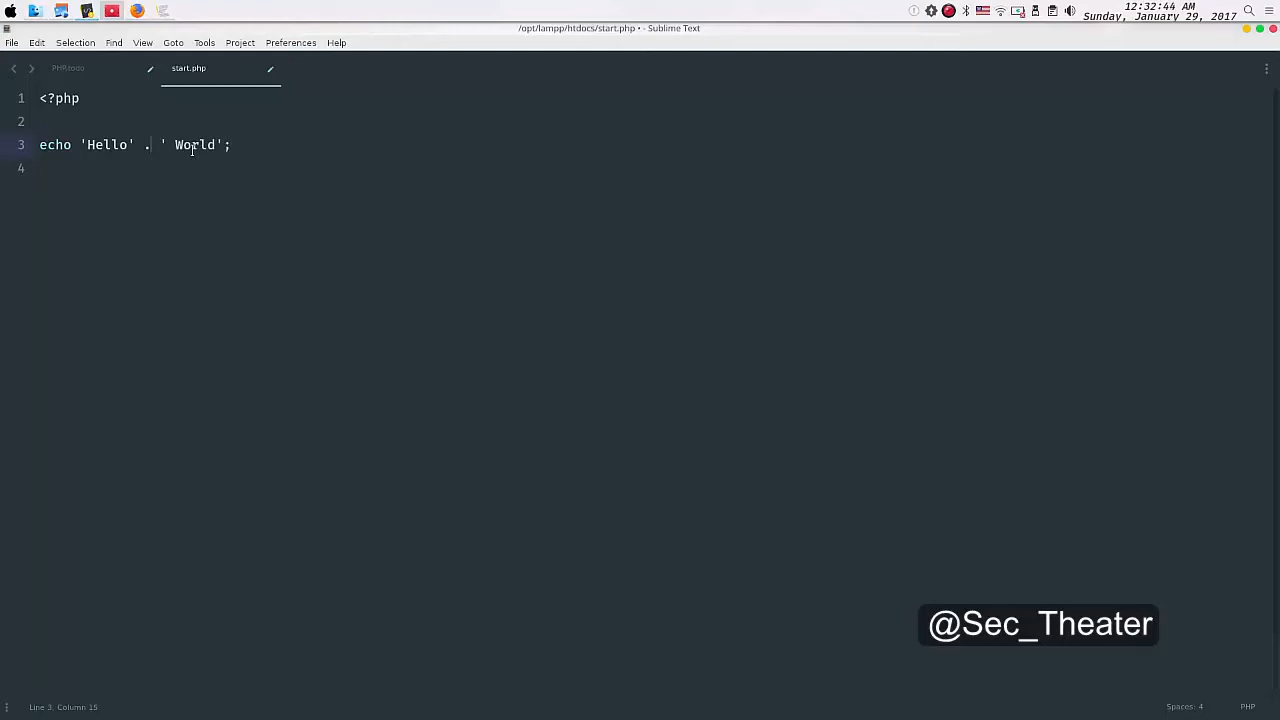 12:32:44 AM
Sunday, January 29, 2017
/opt/lampp/htdocs/start.php • - Sublime Text
File Edit Selection Find View Goto Tools Project Preferences Help
PHP.todo start.php
1 <?php
2
3 echo 'Hello' . ' World';
4
@Sec_Theater
Line 3, Column 15 Spaces: 4 PHP